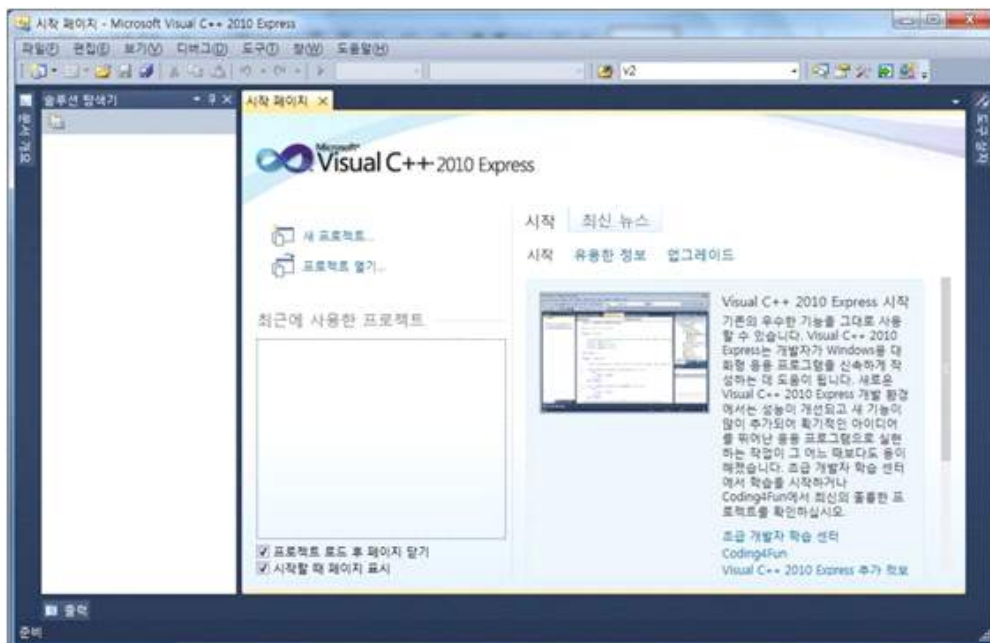 시작 페이지 - Microsoft Visual C++ 2010 Express
파일(F) 편집(E) 보기(V) 디버그(D) 도구(T) 창(W) 도움말(H)
v2
문서 개요
솔루션 탐색기
시작 페이지
도구 상자
Microsoft
Visual C++ 2010 Express
새 프로젝트...
프로젝트 열기...
최근에 사용한 프로젝트
프로젝트 로드 후 페이지 닫기
시작할 때 페이지 표시
시작 최신 뉴스
시작 유용한 정보 업그레이드
Visual C++ 2010 Express 시작
기존의 우수한 기능을 그대로 사용
할 수 있습니다. Visual C++ 2010
Express는 개발자가 Windows용 대
화형 응용 프로그램을 신속하게 작
성하는 데 도움이 됩니다. 새로운
Visual C++ 2010 Express 개발 환경
에서는 성능이 개선되고 새 기능이
많이 추가되어 획기적인 아이디어
를 뛰어난 응용 프로그램으로 실현
하는 작업이 그 어느 때보다도 용이
해졌습니다. 초급 개발자 학습 센터
에서 학습을 시작하거나
Coding4Fun에서 최신의 훌륭한 프
로젝트를 확인하십시오.
초급 개발자 학습 센터
Coding4Fun
Visual C++ 2010 Express 추가 정보
출력
준비